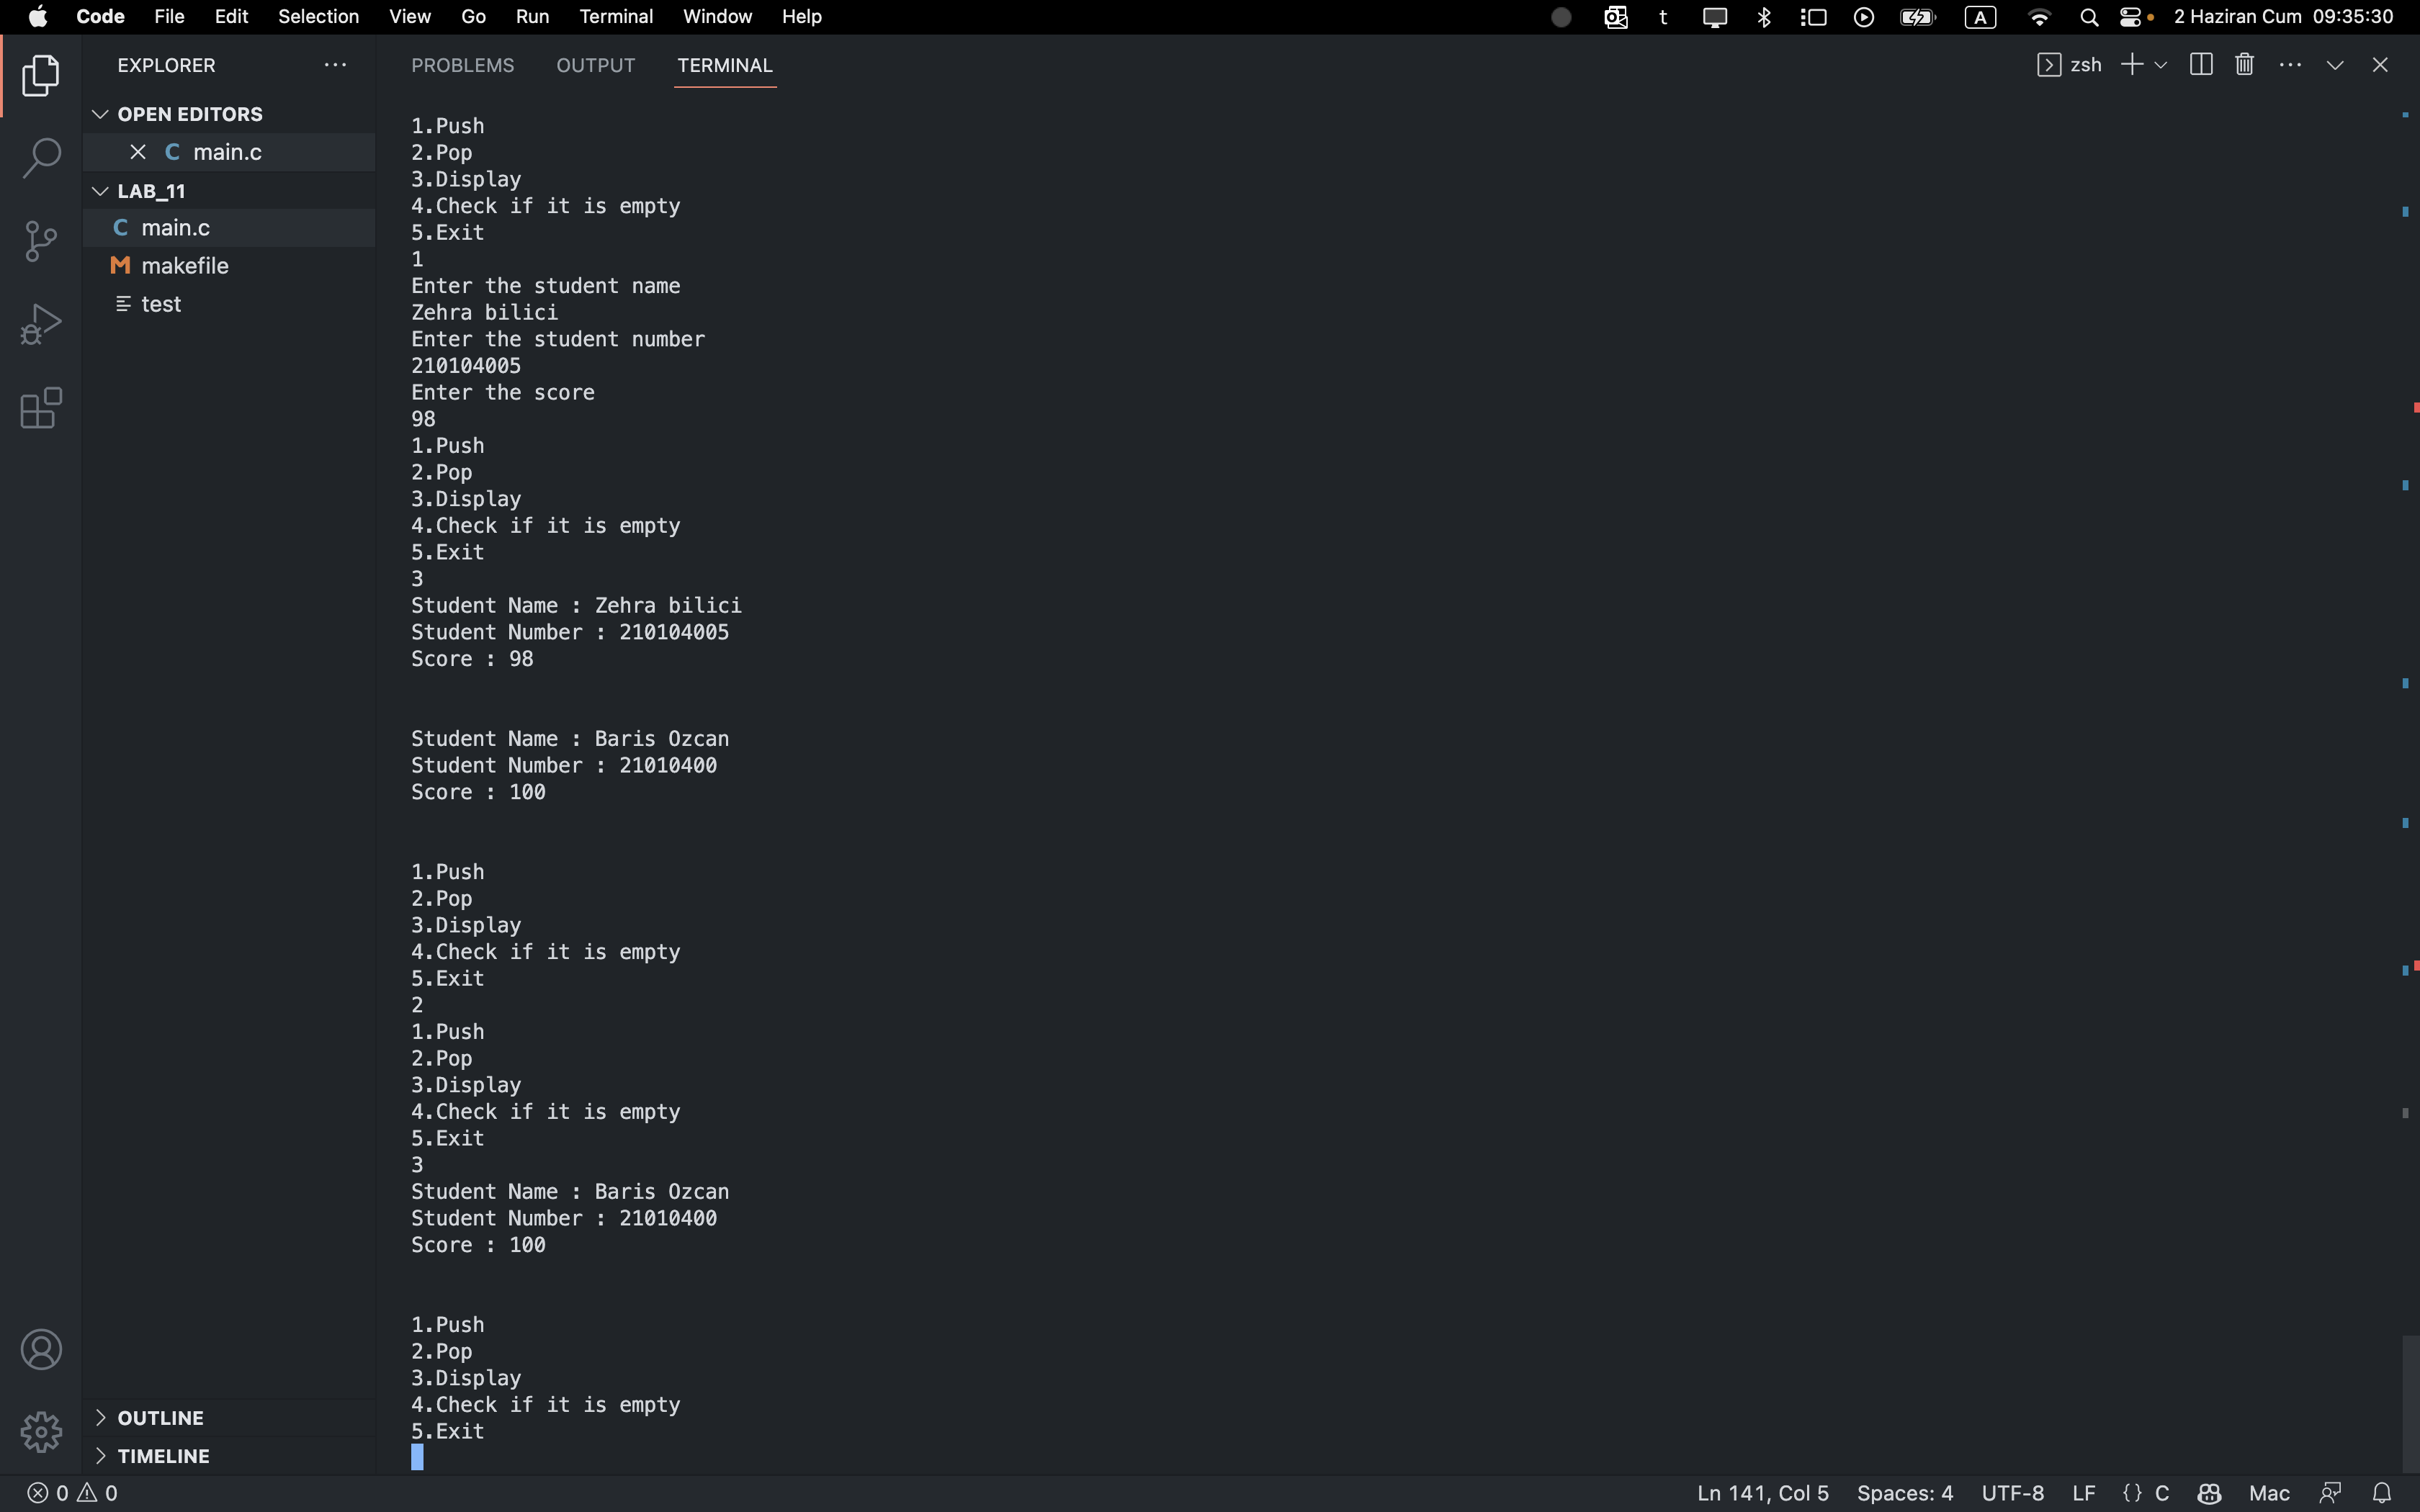 Code File Edit Selection View Go Run Terminal Window Help t A 2 Haziran Cum 09:35:30
EXPLORER ...
PROBLEMS OUTPUT TERMINAL zsh
OPEN EDITORS
C main.c
LAB_11
C main.c
M makefile
test
1.Push
2.Pop
3.Display
4.Check if it is empty
5.Exit
1
Enter the student name
Zehra bilici
Enter the student number
210104005
Enter the score
98
1.Push
2.Pop
3.Display
4.Check if it is empty
5.Exit
3
Student Name : Zehra bilici
Student Number : 210104005
Score : 98
Student Name : Baris Ozcan
Student Number : 21010400
Score : 100
1.Push
2.Pop
3.Display
4.Check if it is empty
5.Exit
2
1.Push
2.Pop
3.Display
4.Check if it is empty
5.Exit
3
Student Name : Baris Ozcan
Student Number : 21010400
Score : 100
1.Push
2.Pop
3.Display
4.Check if it is empty
5.Exit
OUTLINE
TIMELINE
0 0 Ln 141, Col 5 Spaces: 4 UTF-8 LF {} C Mac